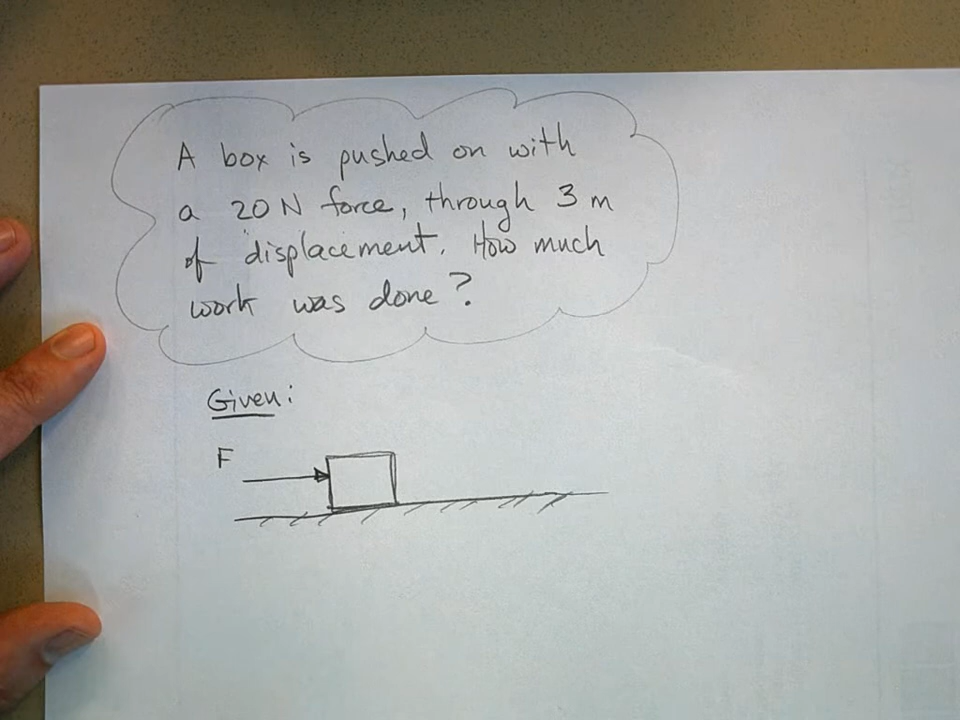 A box is pushed on with
a 20 N force, through 3 m
of displacement. How much
work was done?
Given:
F